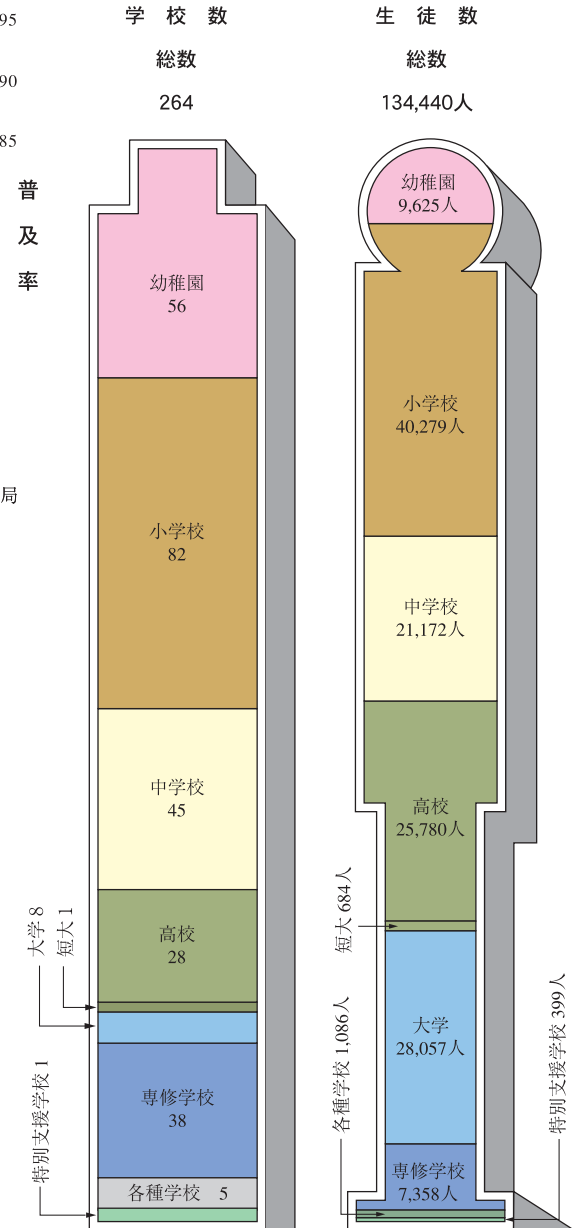 95
90
85
普及率
局
学校数
総数
264
幼稚園
56
小学校
82
中学校
45
高校
28
大学 8
短大 1
専修学校
38
各種学校 5
特別支援学校 1
生徒数
総数
134,440人
幼稚園
9,625人
小学校
40,279人
中学校
21,172人
高校
25,780人
短大 684人
大学
28,057人
各種学校 1,086人
専修学校
7,358人
特別支援学校 399人